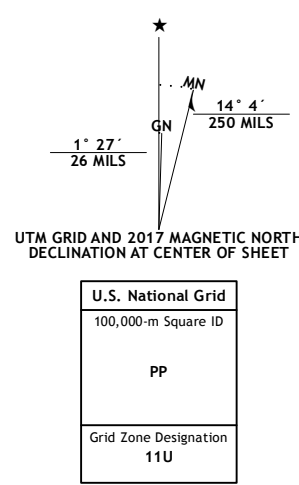 ★
MN
GN
14° 4´
250 MILS
1° 27´
26 MILS
UTM GRID AND 2017 MAGNETIC NORTH
DECLINATION AT CENTER OF SHEET
U.S. National Grid
100,000-m Square ID
PP
Grid Zone Designation
11U